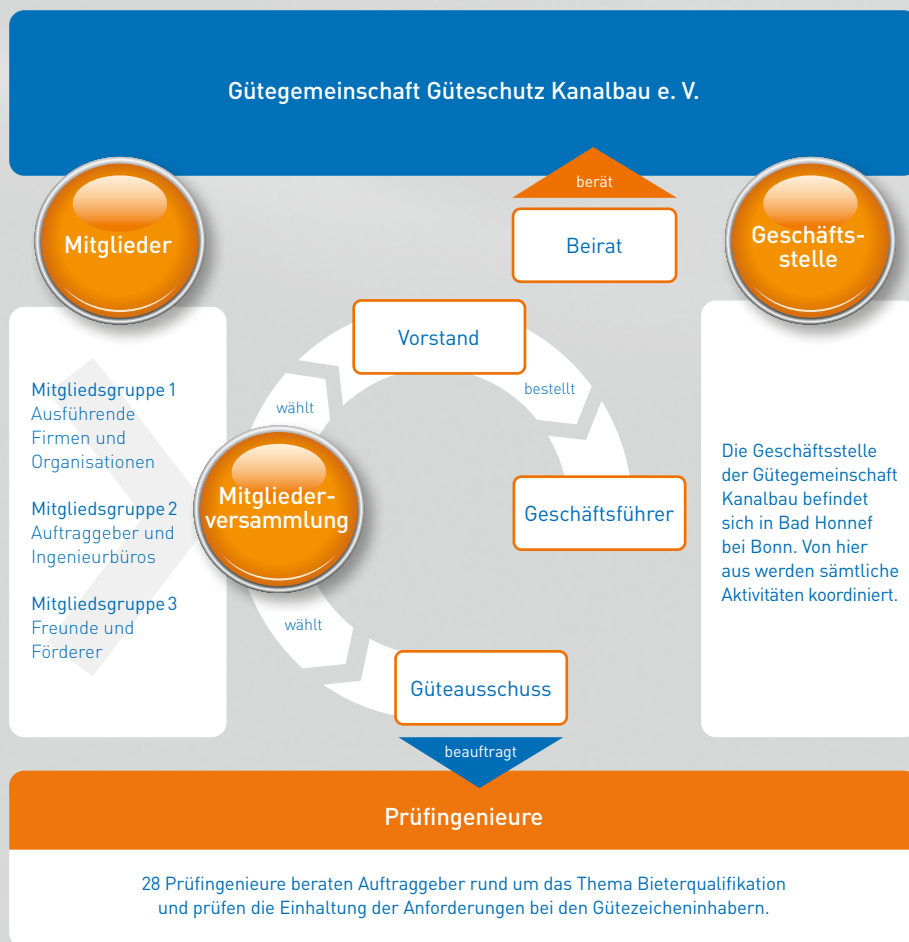 Gütegemeinschaft Güteschutz Kanalbau e. V.
berät
Beirat
Mitglieder
Geschäfts-
stelle
Vorstand
bestellt
wählt
Mitgliedsgruppe 1
Ausführende
Firmen und
Organisationen
Mitgliedsgruppe 2
Auftraggeber und
Ingenieurbüros
Mitgliedsgruppe 3
Freunde und
Förderer
Mitglieder-
versammlung
Geschäftsführer
Die Geschäftsstelle
der Gütegemeinschaft
Kanalbau befindet
sich in Bad Honnef
bei Bonn. Von hier
aus werden sämtliche
Aktivitäten koordiniert.
wählt
Güteausschuss
beauftragt
Prüfingenieure
28 Prüfingenieure beraten Auftraggeber rund um das Thema Bieterqualifikation
und prüfen die Einhaltung der Anforderungen bei den Gütezeicheninhabern.